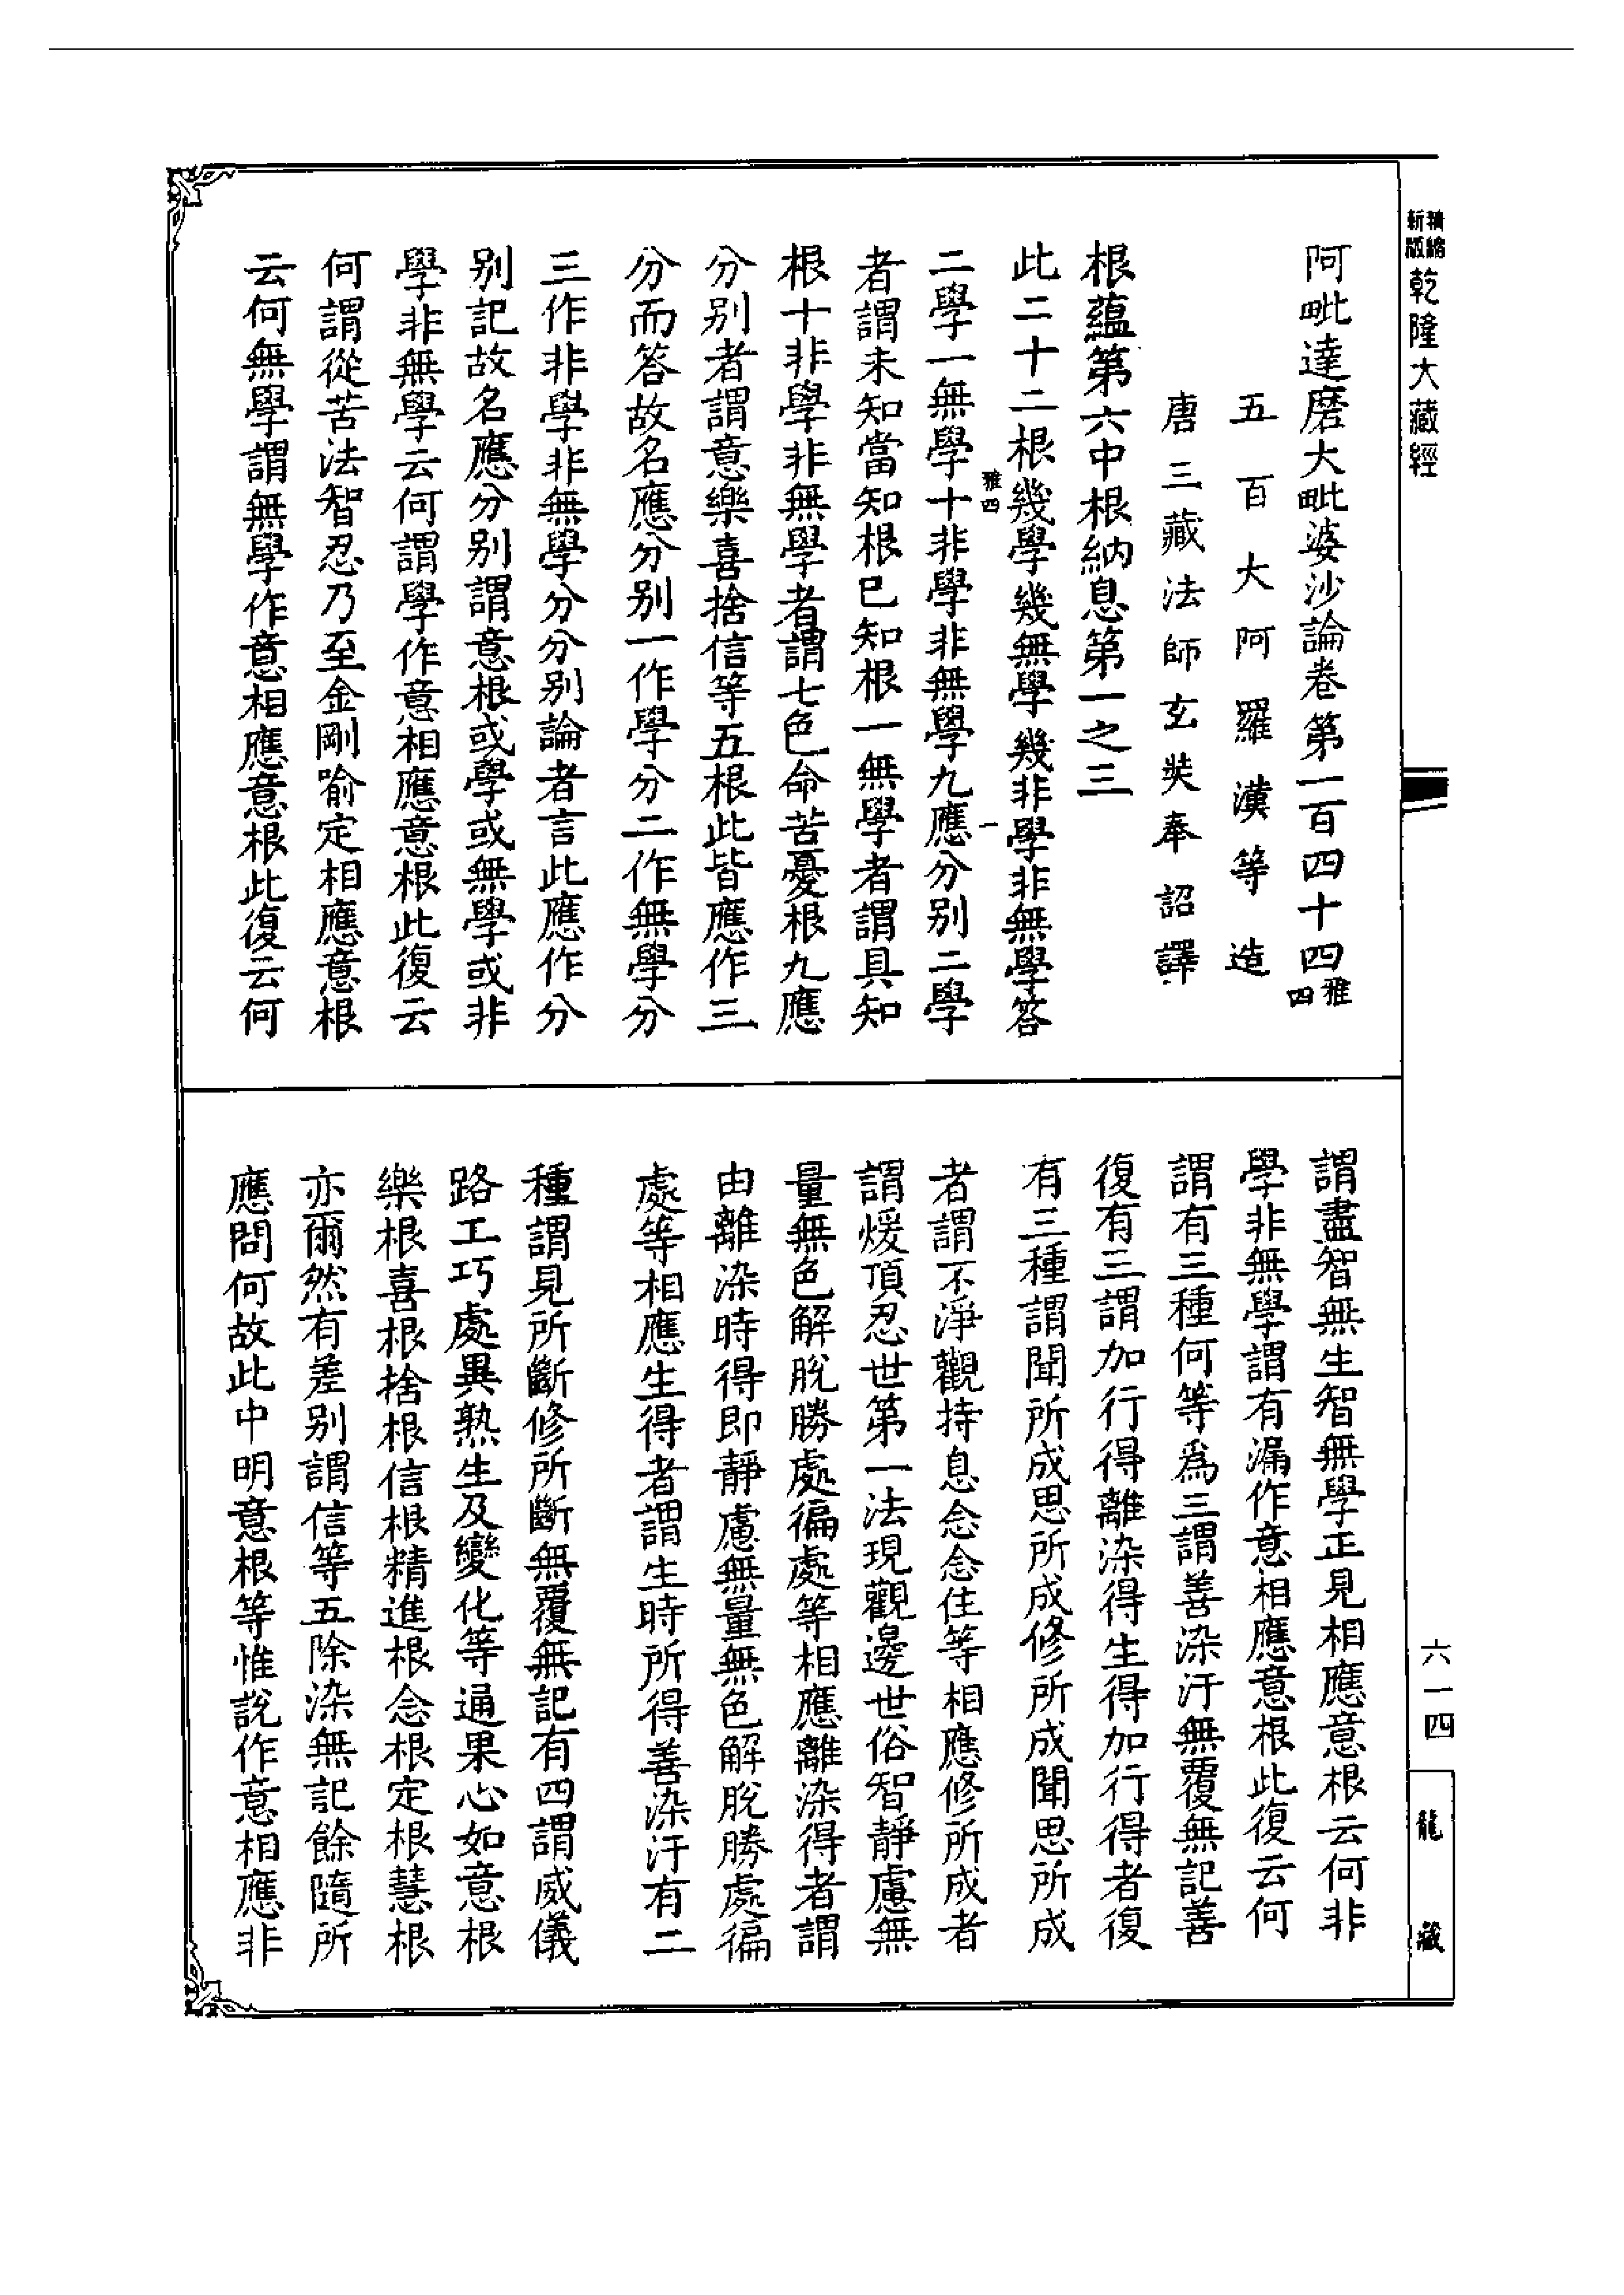 精縮新版乾隆大藏經
阿毗達磨大毗婆沙論卷第一百四十四雅四
五百大阿羅漢等造
唐三藏法師玄奘奉詔譯
根蘊第六中根納息第一之三
此二十二根幾學幾無學幾非學非無學答
雅四 一
二學一無學十非學非無學九應分別二學
者謂未知當知根已知根一無學者謂具知
根十非學非無學者謂七色命苦憂根九應
分別者謂意樂喜捨信等五根此皆應作三
分而答故名應分別一作學分二作無學分
三作非學非無學分分別論者言此應作分
別記故名應分別謂意根或學或無學或非
學非無學云何謂學作意相應意根此復云
何謂從苦法智忍乃至金剛喻定相應意根
云何無學謂無學作意相應意根此復云何
謂盡智無生智無學正見相應意根云何非
學非無學謂有漏作意相應意根此復云何
謂有三種何等爲三謂善染汙無覆無記善
復有三謂加行得離染得生得加行得者復
有三種謂聞所成思所成修所成聞思所成
者謂不淨觀持息念念住等相應修所成者
謂煖頂忍世第一法現觀邊世俗智靜慮無
量無色解脫勝處徧處等相應離染得者謂
由離染時得即靜慮無量無色解脫勝處徧
處等相應生得者謂生時所得善染汙有二
種謂見所斷修所斷無覆無記有四謂威儀
路工巧處異熟生及變化等通果心如意根
樂根喜根捨根信根精進根念根定根慧根
亦爾然有差別謂信等五除染無記餘隨所
應問何故此中明意根等惟說作意相應非
六一四
龍藏